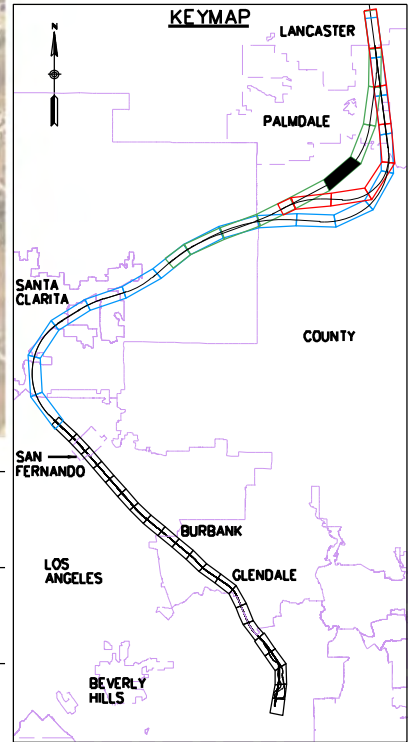 KEYMAP
LANCASTER
PALMDALE
SANTA
CLARITA
COUNTY
SAN
FERNANDO
BURBANK
LOS
ANGELES
GLENDALE
BEVERLY
HILLS